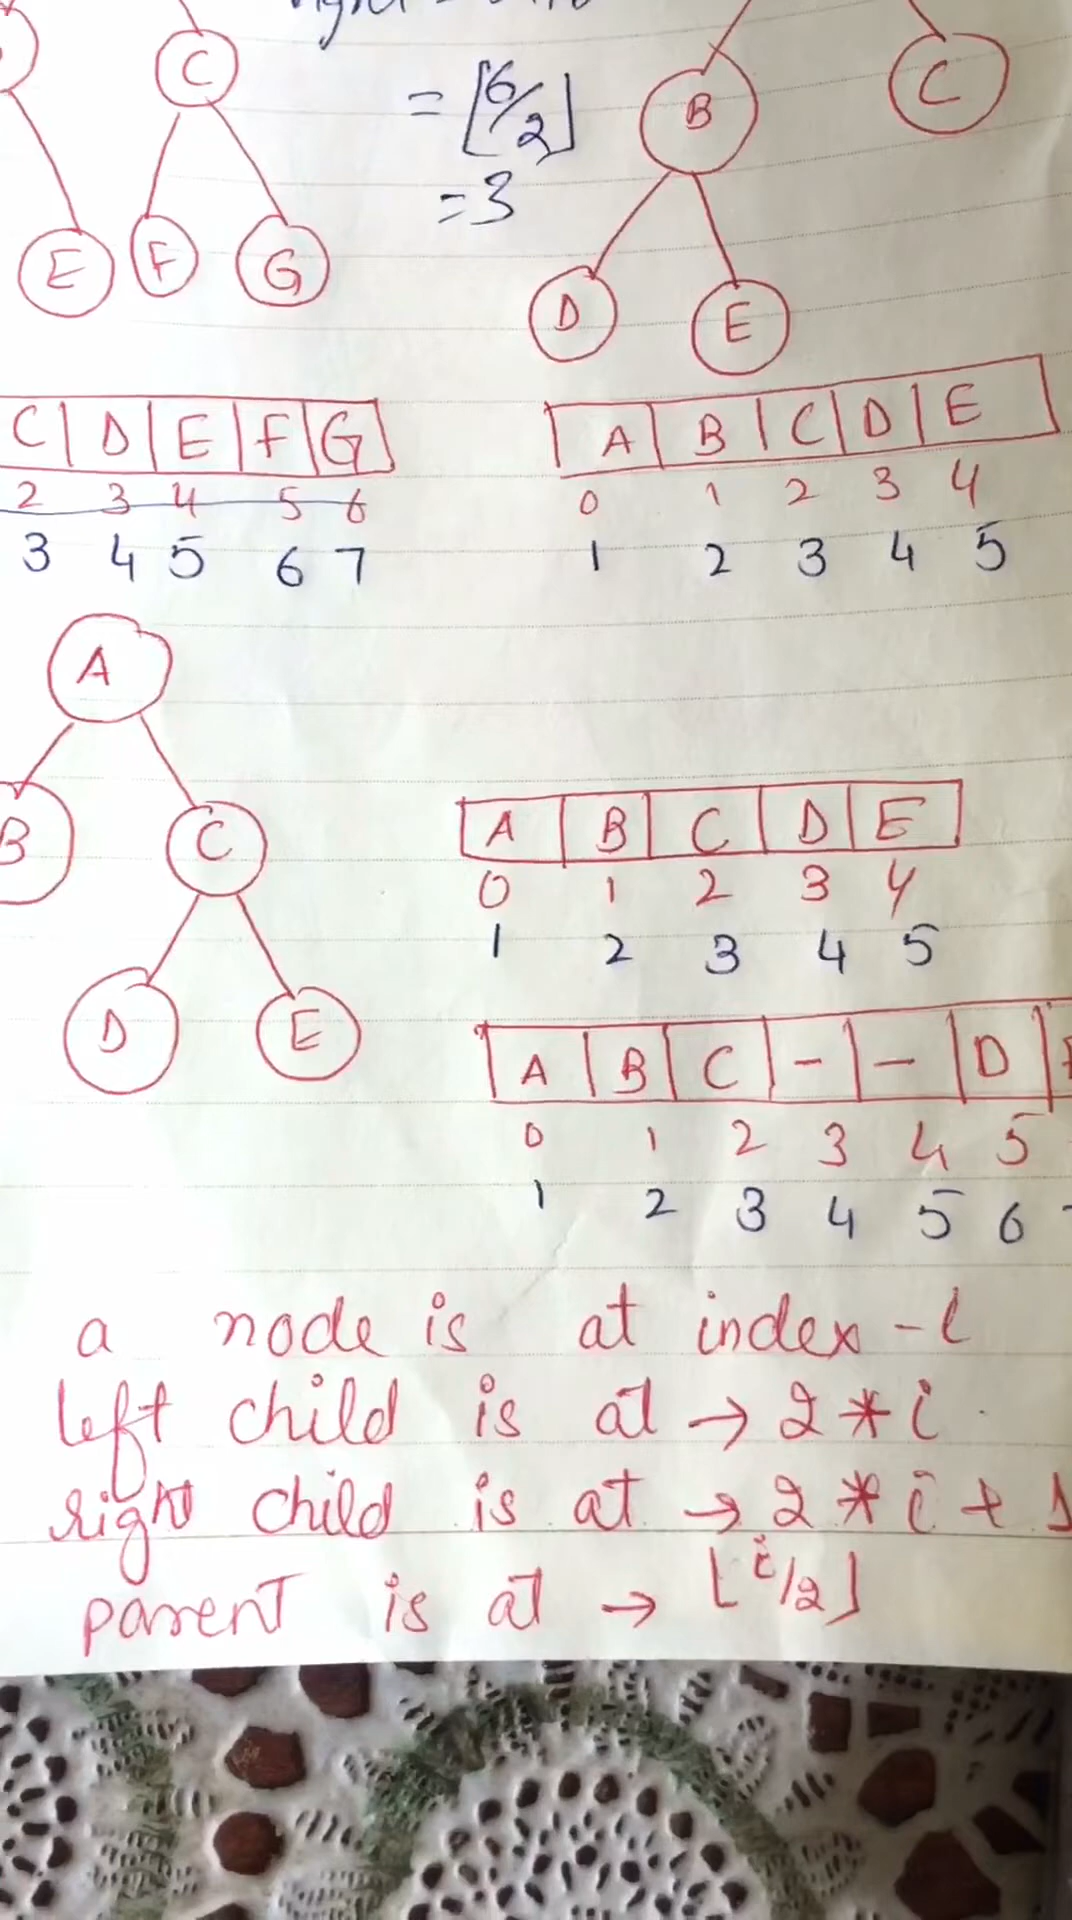 C
= ⌊6/2⌋
= 3
B
C
E
F
G
D
E
C D E F G
2 3 4 5 6
3 4 5 6 7
A B C D E
0 1 2 3 4
1 2 3 4 5
A
B
C
D
E
A B C D E
0 1 2 3 4
1 2 3 4 5
A B C - - D
0 1 2 3 4 5
1 2 3 4 5 6
a node is at index - i
left child is at → 2 * i
right child is at → 2 * i + 1
parent is at → ⌊i/2⌋